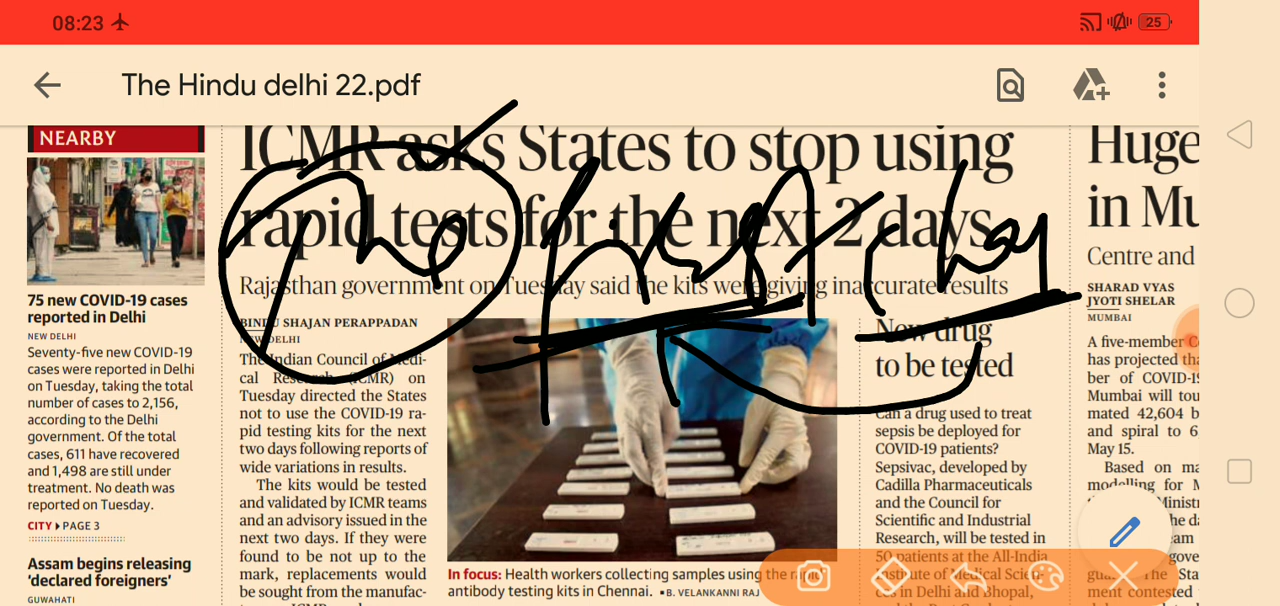 08:23
25
The Hindu delhi 22.pdf
NEARBY
75 new COVID-19 cases
reported in Delhi
NEW DELHI
Seventy-five new COVID-19
cases were reported in Delhi
on Tuesday, taking the total
number of cases to 2,156,
according to the Delhi
government. Of the total
cases, 611 have recovered
and 1,498 are still under
treatment. No death was
reported on Tuesday.
CITY PAGE 3
Assam begins releasing
'declared foreigners'
GUWAHATI
ICMR asks States to stop using
rapid tests for the next 2 days
Rajasthan government on Tuesday said the kits were giving inaccurate results
The
BINDU SHAJAN PERAPPADAN
NEW DELHI
The Indian Council of Medi-
cal Research (ICMR) on
Tuesday directed the States
not to use the COVID-19 ra-
pid testing kits for the next
two days following reports of
wide variations in results.
The kits would be tested
and validated by ICMR teams
and an advisory issued in the
next two days. If they were
found to be not up to the
mark, replacements would
be sought from the manufac-
In focus: Health workers collecting samples using the rapid
antibody testing kits in Chennai. ▪B. VELANKANNI RAJ
Now drug
to be tested
Can a drug used to treat
sepsis be deployed for
COVID-19 patients?
Sepsivac, developed by
Cadilla Pharmaceuticals
and the Council for
Scientific and Industrial
Research, will be tested in
50 patients at the All-India
Institute of Medical Scien-
ces in Delhi and Bhopal,
Huge
in Mu
Centre and
SHARAD VYAS
JYOTI SHELAR
MUMBAI
A five-member C
has projected tha
ber of COVID-19
Mumbai will tou
mated 42,604 b
and spiral to 6
May 15.
Based on ma
modelling for M